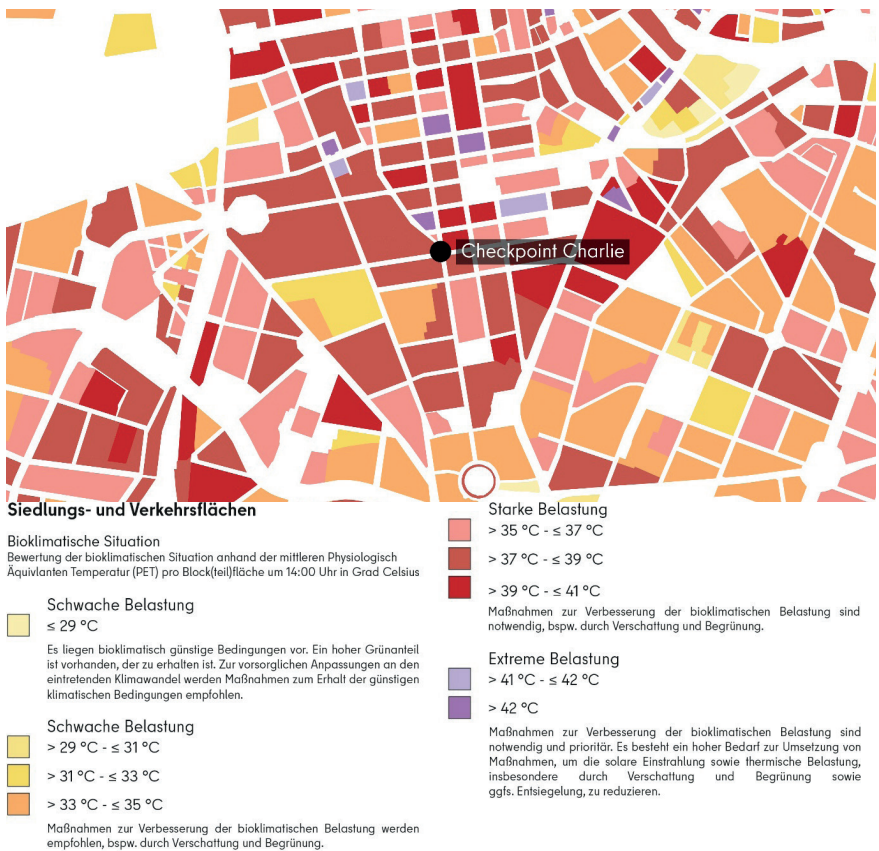 Checkpoint Charlie
Siedlungs- und Verkehrsflächen
Bioklimatische Situation
Bewertung der bioklimatischen Situation anhand der mittleren Physiologisch
Äquivlanten Temperatur (PET) pro Block(teil)fläche um 14:00 Uhr in Grad Celsius
Schwache Belastung
≤ 29 °C
Es liegen bioklimatisch günstige Bedingungen vor. Ein hoher Grünanteil
ist vorhanden, der zu erhalten ist. Zur vorsorglichen Anpassungen an den
eintretenden Klimawandel werden Maßnahmen zum Erhalt der günstigen
klimatischen Bedingungen empfohlen.
Schwache Belastung
> 29 °C - ≤ 31 °C
> 31 °C - ≤ 33 °C
> 33 °C - ≤ 35 °C
Maßnahmen zur Verbesserung der bioklimatischen Belastung werden
empfohlen, bspw. durch Verschattung und Begrünung.
Starke Belastung
> 35 °C - ≤ 37 °C
> 37 °C - ≤ 39 °C
> 39 °C - ≤ 41 °C
Maßnahmen zur Verbesserung der bioklimatischen Belastung sind
notwendig, bspw. durch Verschattung und Begrünung.
Extreme Belastung
> 41 °C - ≤ 42 °C
> 42 °C
Maßnahmen zur Verbesserung der bioklimatischen Belastung sind
notwendig und prioritär. Es besteht ein hoher Bedarf zur Umsetzung von
Maßnahmen, um die solare Einstrahlung sowie thermische Belastung,
insbesondere durch Verschattung und Begrünung sowie
ggfs. Entsiegelung, zu reduzieren.